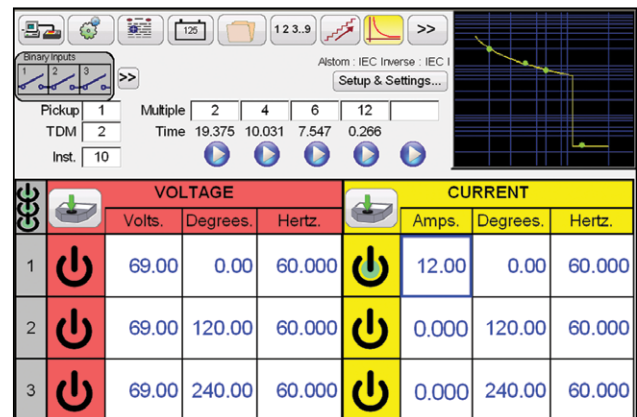 125 1 2 3..9 >>
Binary Inputs
1 2 3 >>
Alstom : IEC Inverse : IEC I
Setup & Settings...
Pickup 1 Multiple 2 4 6 12
TDM 2 Time 19.375 10.031 7.547 0.266
Inst. 10
VOLTAGE CURRENT
Volts. Degrees. Hertz. Amps. Degrees. Hertz.
1 69.00 0.00 60.000 12.00 0.00 60.000
2 69.00 120.00 60.000 0.000 120.00 60.000
3 69.00 240.00 60.000 0.000 240.00 60.000